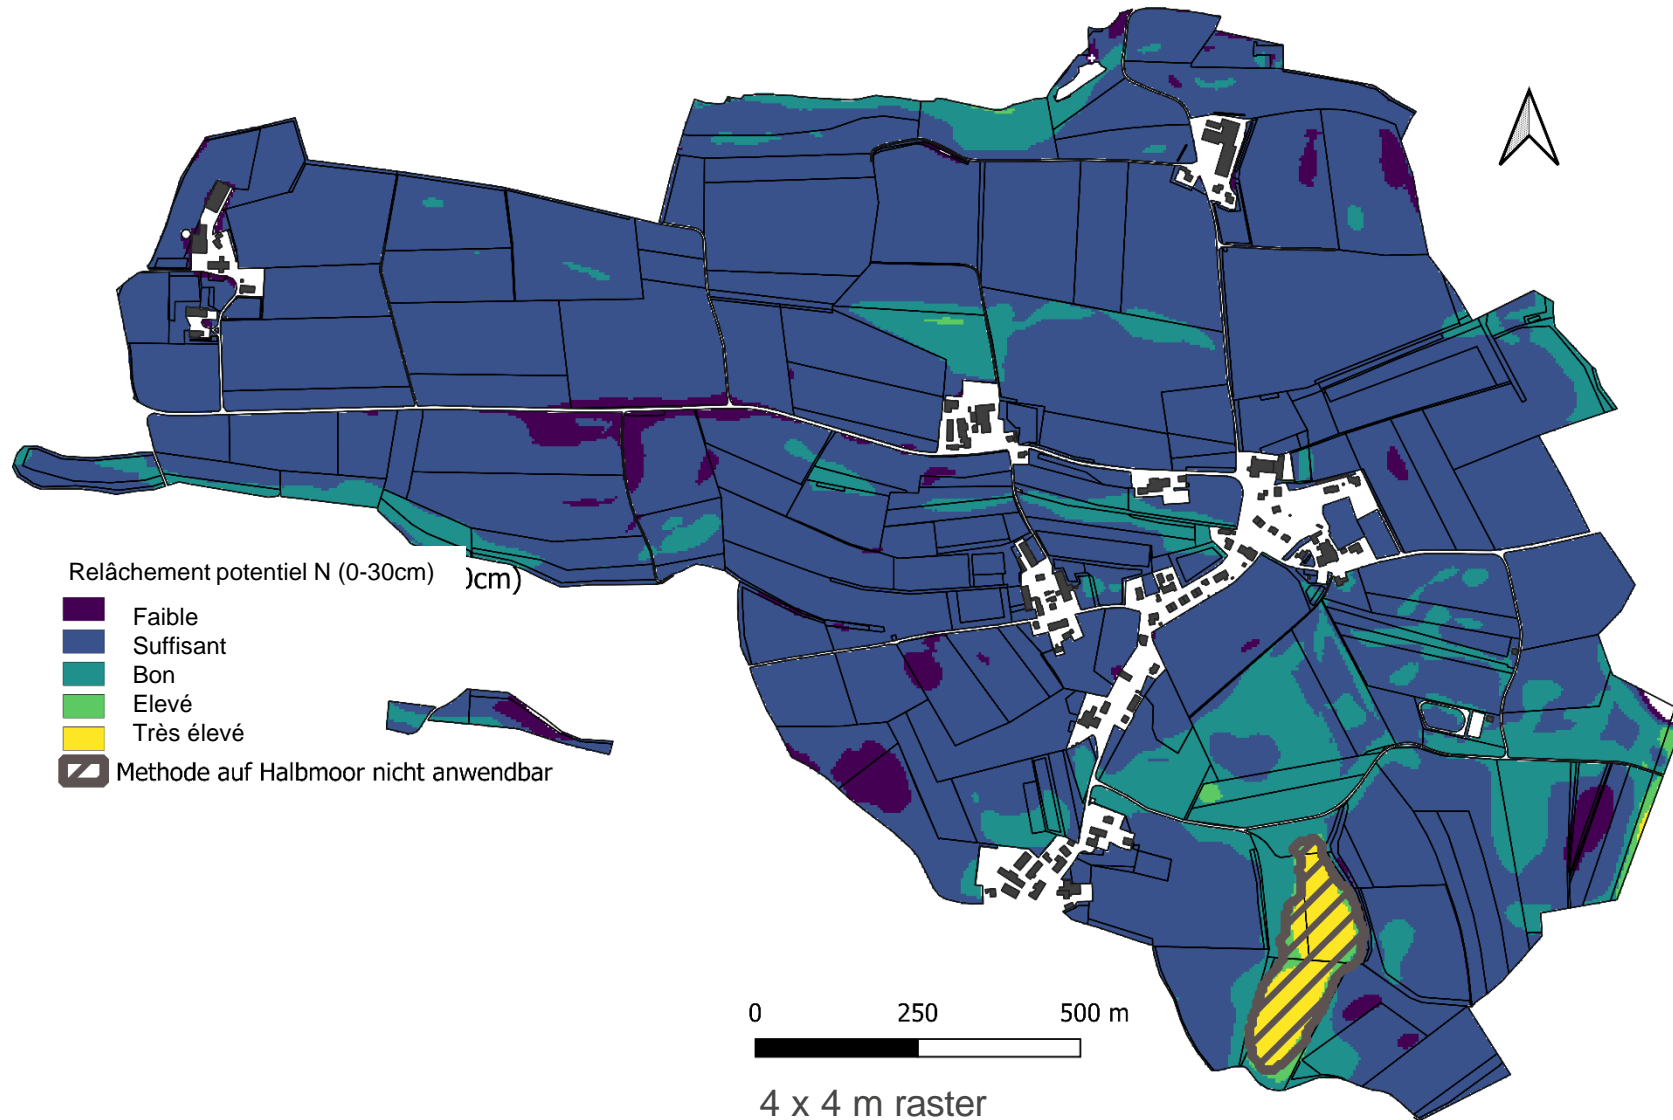 Relâchement potentiel N (0-30cm)
0cm)
Faible
Suffisant
Bon
Elevé
Très élevé
Methode auf Halbmoor nicht anwendbar
0 250 500 m
4 x 4 m raster